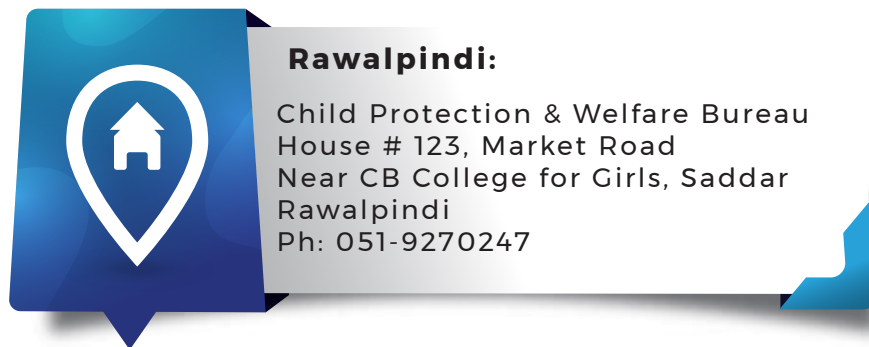 Rawalpindi:
Child Protection & Welfare Bureau
House # 123, Market Road
Near CB College for Girls, Saddar
Rawalpindi
Ph: 051-9270247